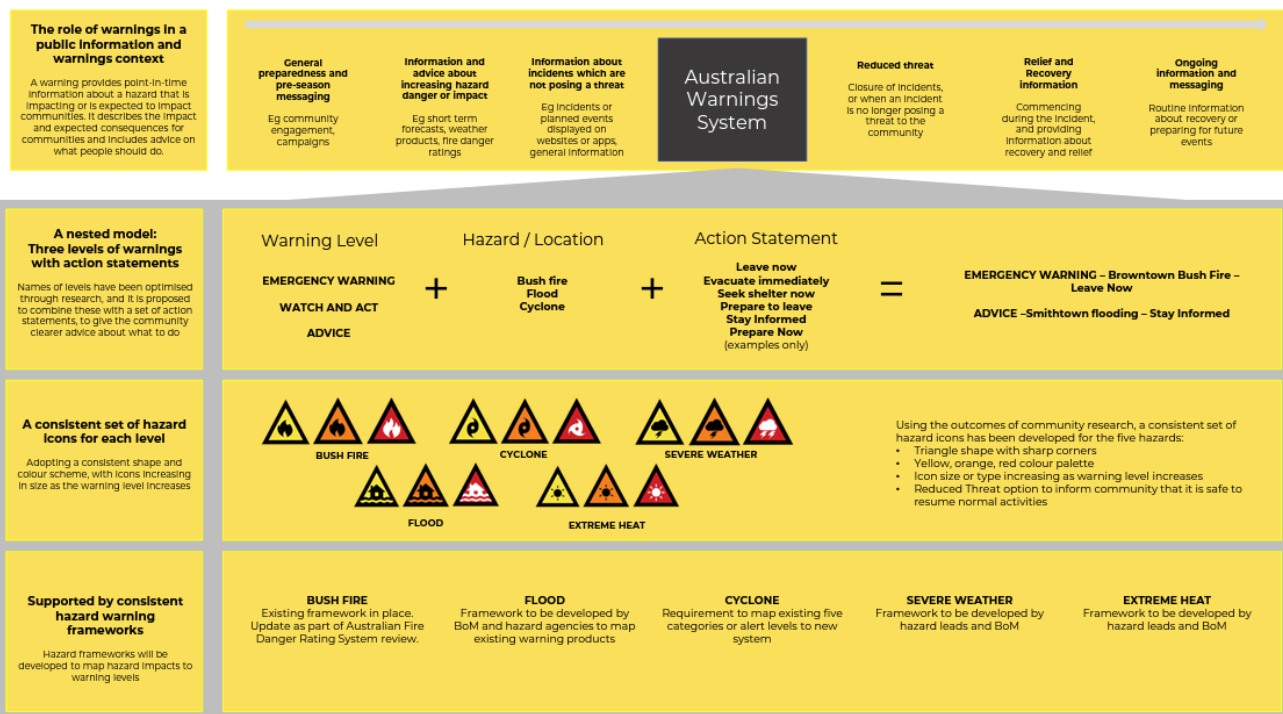 The role of warnings in a
public information and
warnings context
A warning provides point-in-time
information about a hazard that is
impacting or is expected to impact
communities. It describes the impact
and expected consequences for
communities and includes advice on
what people should do.
General
preparedness and
pre-season
messaging
Eg community
engagement,
campaigns
Information and
advice about
increasing hazard
danger or impact
Eg short term
forecasts, weather
products, fire danger
ratings
Information about
incidents which are
not posing a threat
Eg incidents or
planned events
displayed on
websites or apps,
general information
Australian
Warnings
System
Reduced threat
Closure of incidents,
or when an incident
is no longer posing a
threat to the
community
Relief and
Recovery
information
Commencing
during the incident,
and providing
information about
recovery and relief
Ongoing
information and
messaging
Routine information
about recovery or
preparing for future
events
A nested model:
Three levels of warnings
with action statements
Names of levels have been optimised
through research, and it is proposed
to combine these with a set of action
statements, to give the community
clearer advice about what to do
Warning Level
EMERGENCY WARNING
WATCH AND ACT
ADVICE
+
Hazard / Location
Bush fire
Flood
Cyclone
+
Action Statement
Leave now
Evacuate immediately
Seek shelter now
Prepare to leave
Stay Informed
Prepare Now
(examples only)
=
EMERGENCY WARNING – Browntown Bush Fire –
Leave Now
ADVICE –Smithtown flooding – Stay Informed
A consistent set of hazard
icons for each level
Adopting a consistent shape and
colour scheme, with icons increasing
in size as the warning level increases
BUSH FIRE
CYCLONE
SEVERE WEATHER
FLOOD
EXTREME HEAT
Using the outcomes of community research, a consistent set of
hazard icons has been developed for the five hazards:
• Triangle shape with sharp corners
• Yellow, orange, red colour palette
• Icon size or type increasing as warning level increases
• Reduced Threat option to inform community that it is safe to
resume normal activities
Supported by consistent
hazard warning
frameworks
Hazard frameworks will be
developed to map hazard impacts to
warning levels
BUSH FIRE
Existing framework in place.
Update as part of Australian Fire
Danger Rating System review.
FLOOD
Framework to be developed by
BoM and hazard agencies to map
existing warning products
CYCLONE
Requirement to map existing five
categories or alert levels to new
system
SEVERE WEATHER
Framework to be developed by
hazard leads and BoM
EXTREME HEAT
Framework to be developed by
hazard leads and BoM